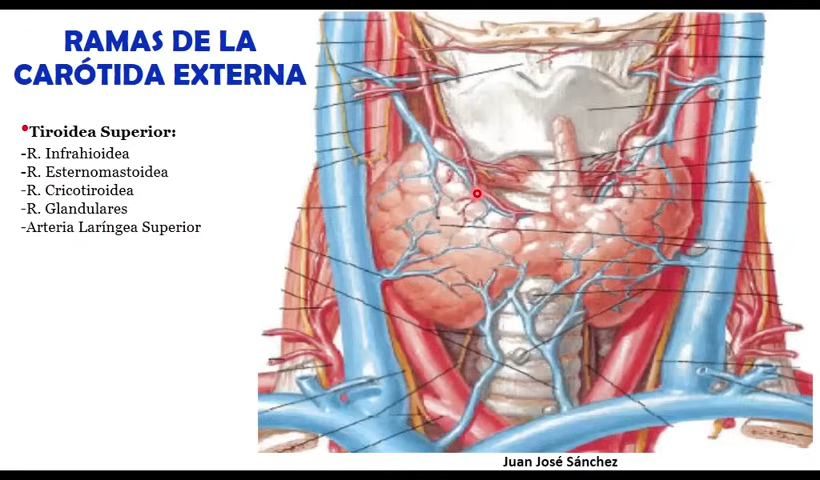 RAMAS DE LA
CARÓTIDA EXTERNA
•Tiroidea Superior:
-R. Infrahioidea
-R. Esternomastoidea
-R. Cricotiroidea
-R. Glandulares
-Arteria Laríngea Superior
Juan José Sánchez